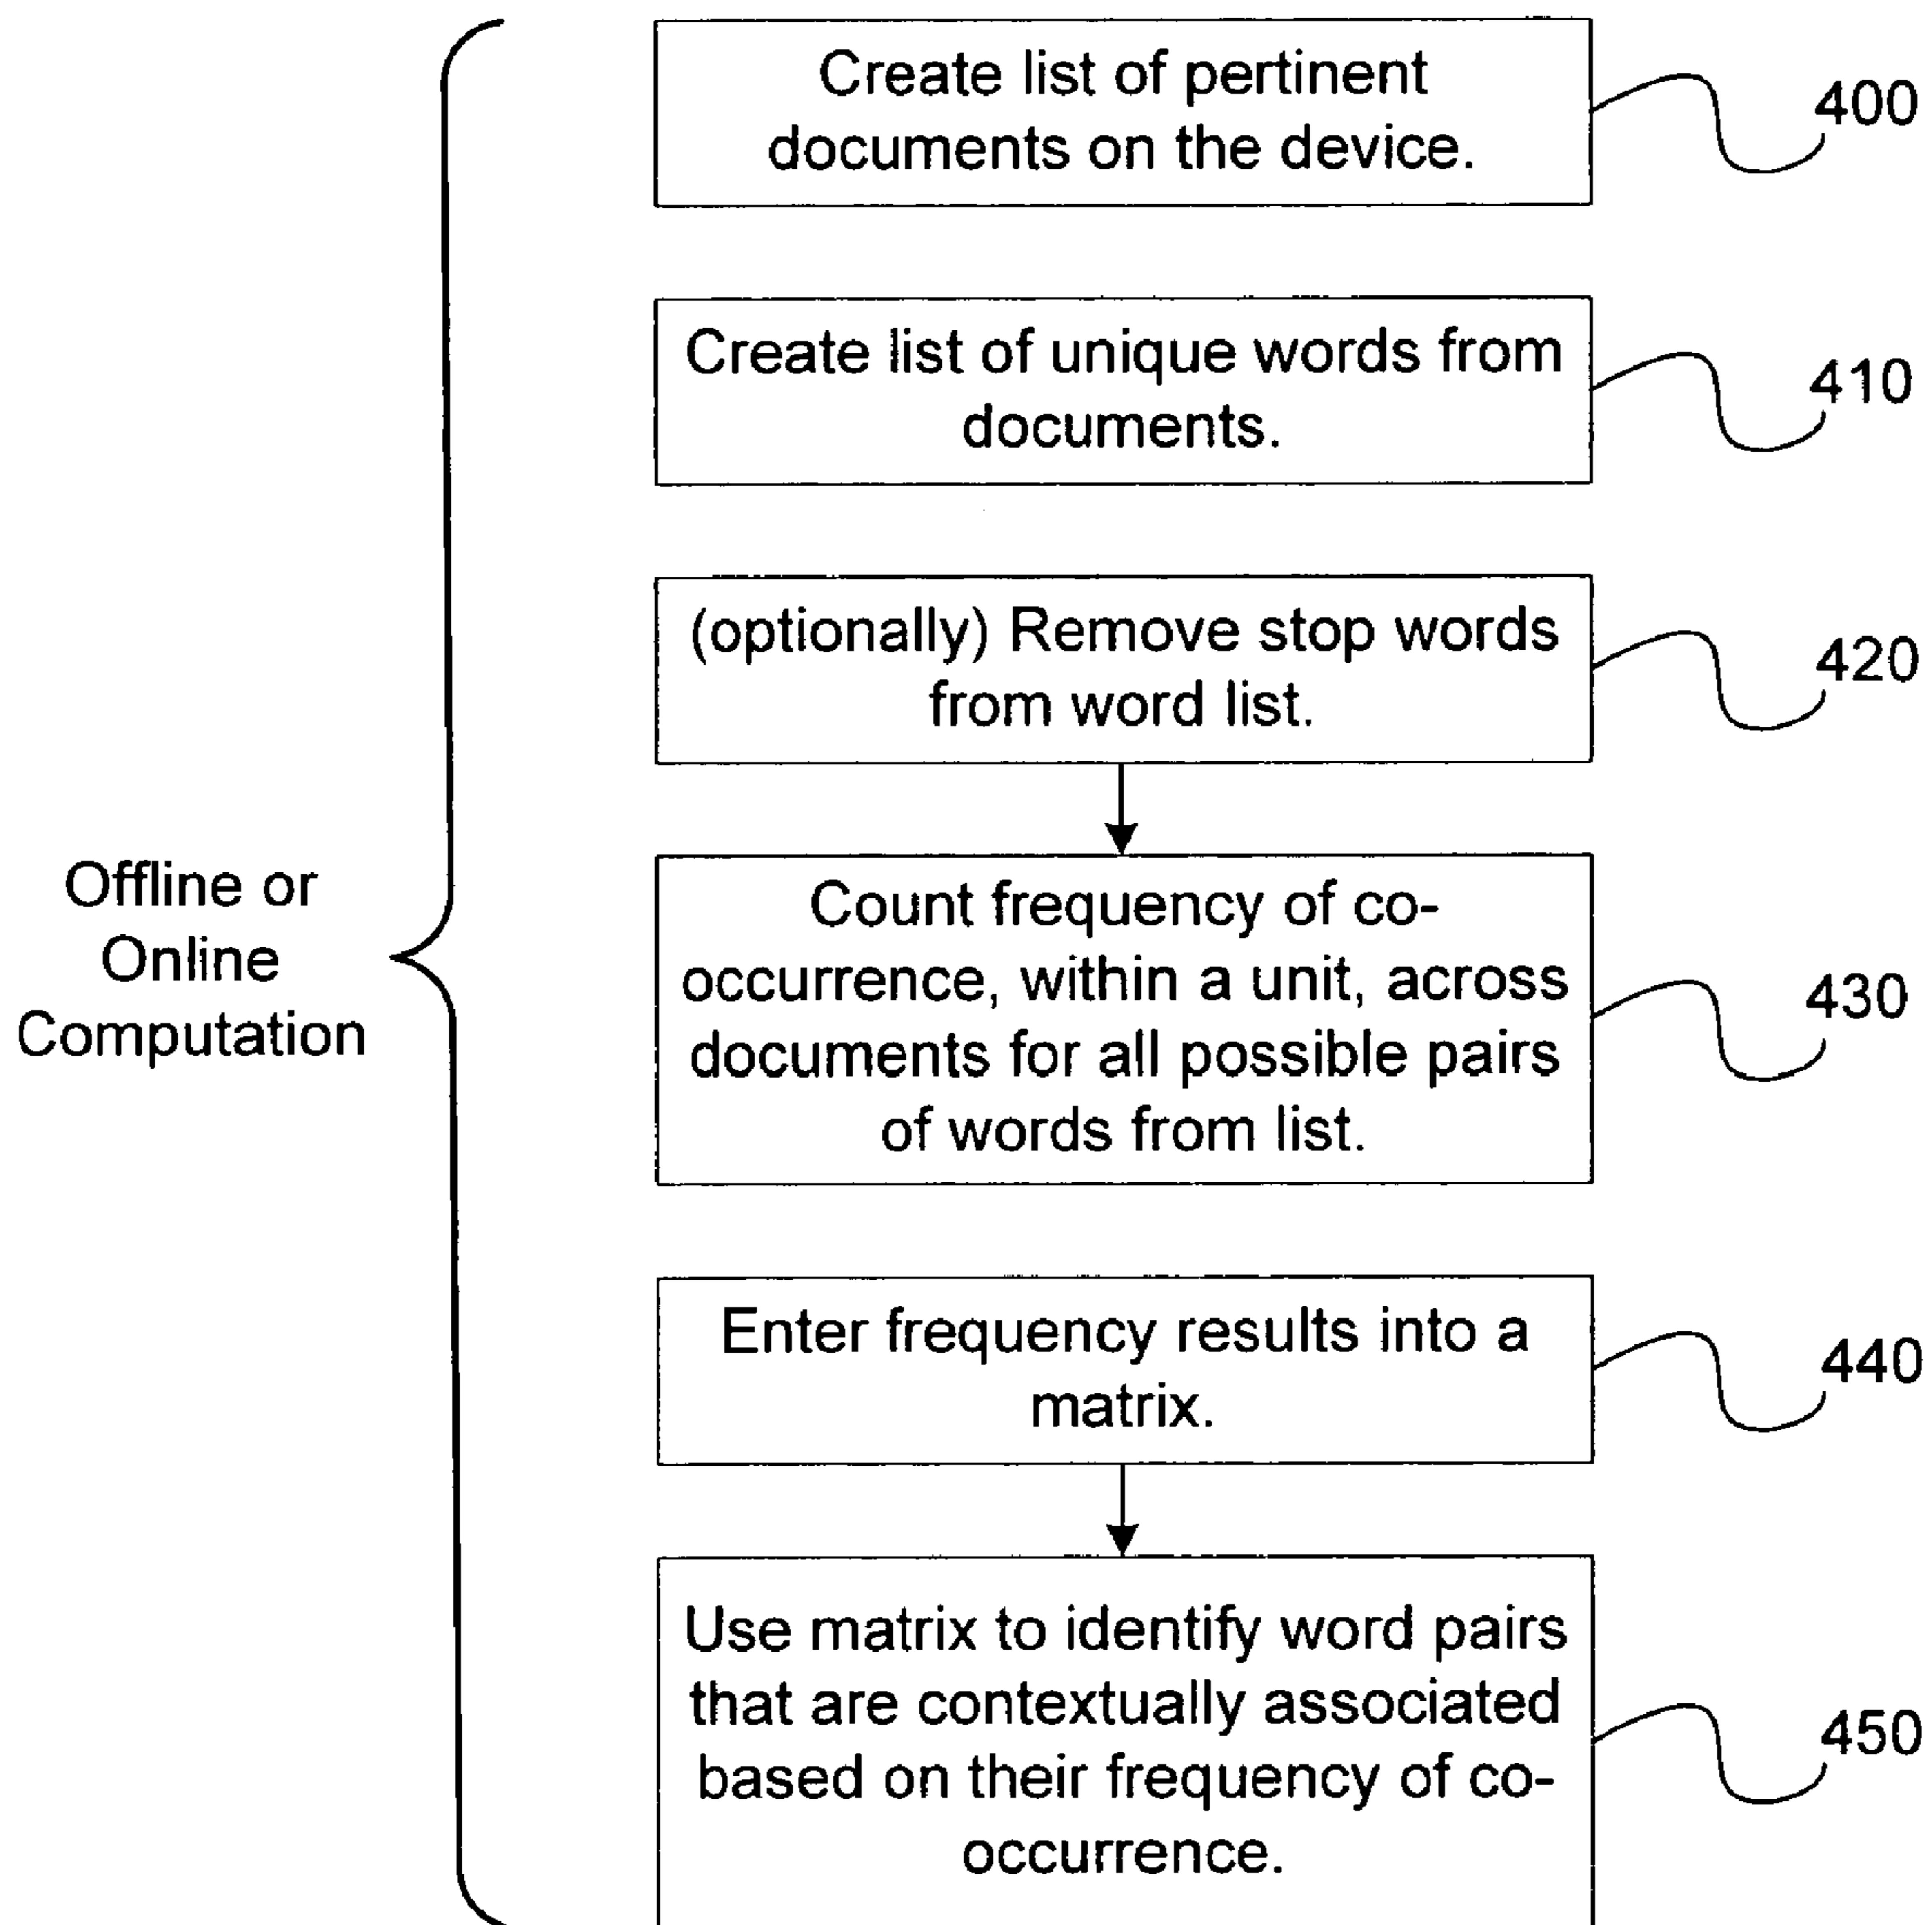 Create list of pertinent
documents on the device.
400
Create list of unique words from
documents.
410
(optionally) Remove stop words
from word list.
420
Offline or
Online
Computation
Count frequency of co-
occurrence, within a unit, across
documents for all possible pairs
of words from list.
430
Enter frequency results into a
matrix.
440
Use matrix to identify word pairs
that are contextually associated
based on their frequency of co-
occurrence.
450